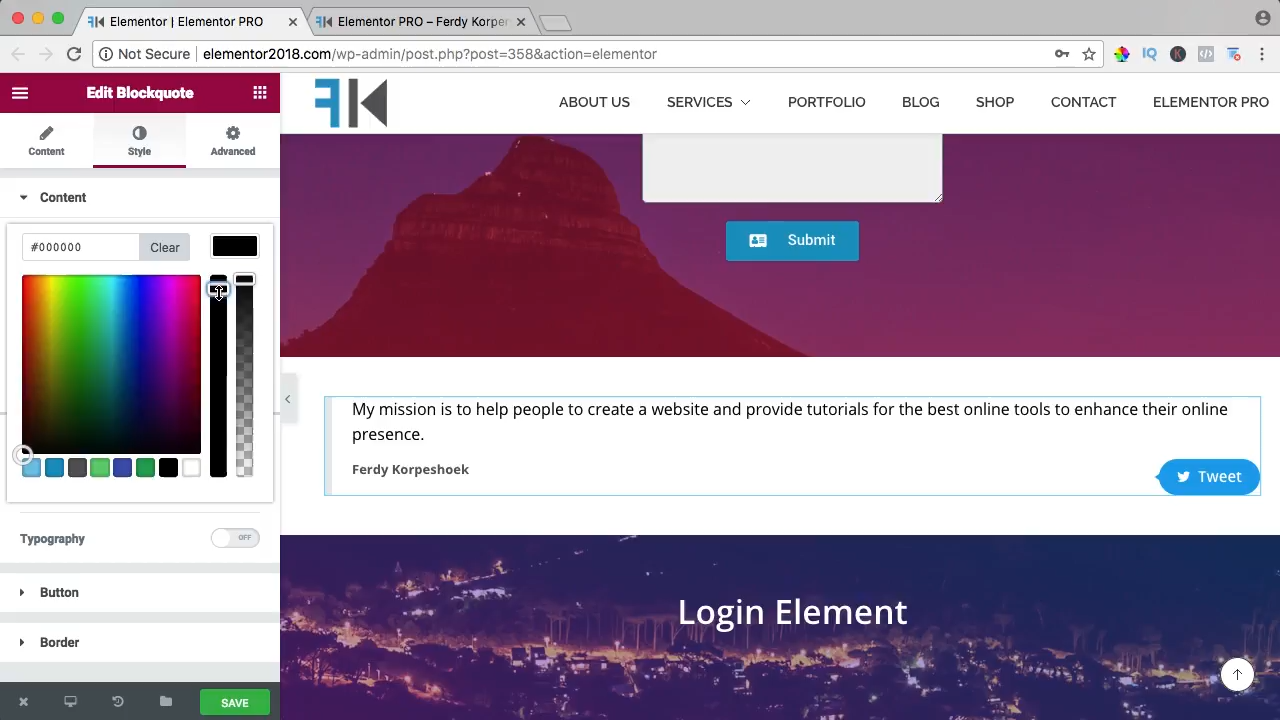 Elementor | Elementor PRO
Elementor PRO – Ferdy Korper
Not Secure
elementor2018.com/wp-admin/post.php?post=358&action=elementor
Edit Blockquote
Content
Style
Advanced
Content
#000000
Clear
Typography
OFF
Button
Border
SAVE
FK
ABOUT US
SERVICES
PORTFOLIO
BLOG
SHOP
CONTACT
ELEMENTOR PRO
Submit
My mission is to help people to create a website and provide tutorials for the best online tools to enhance their online
presence.
Ferdy Korpeshoek
Tweet
Login Element